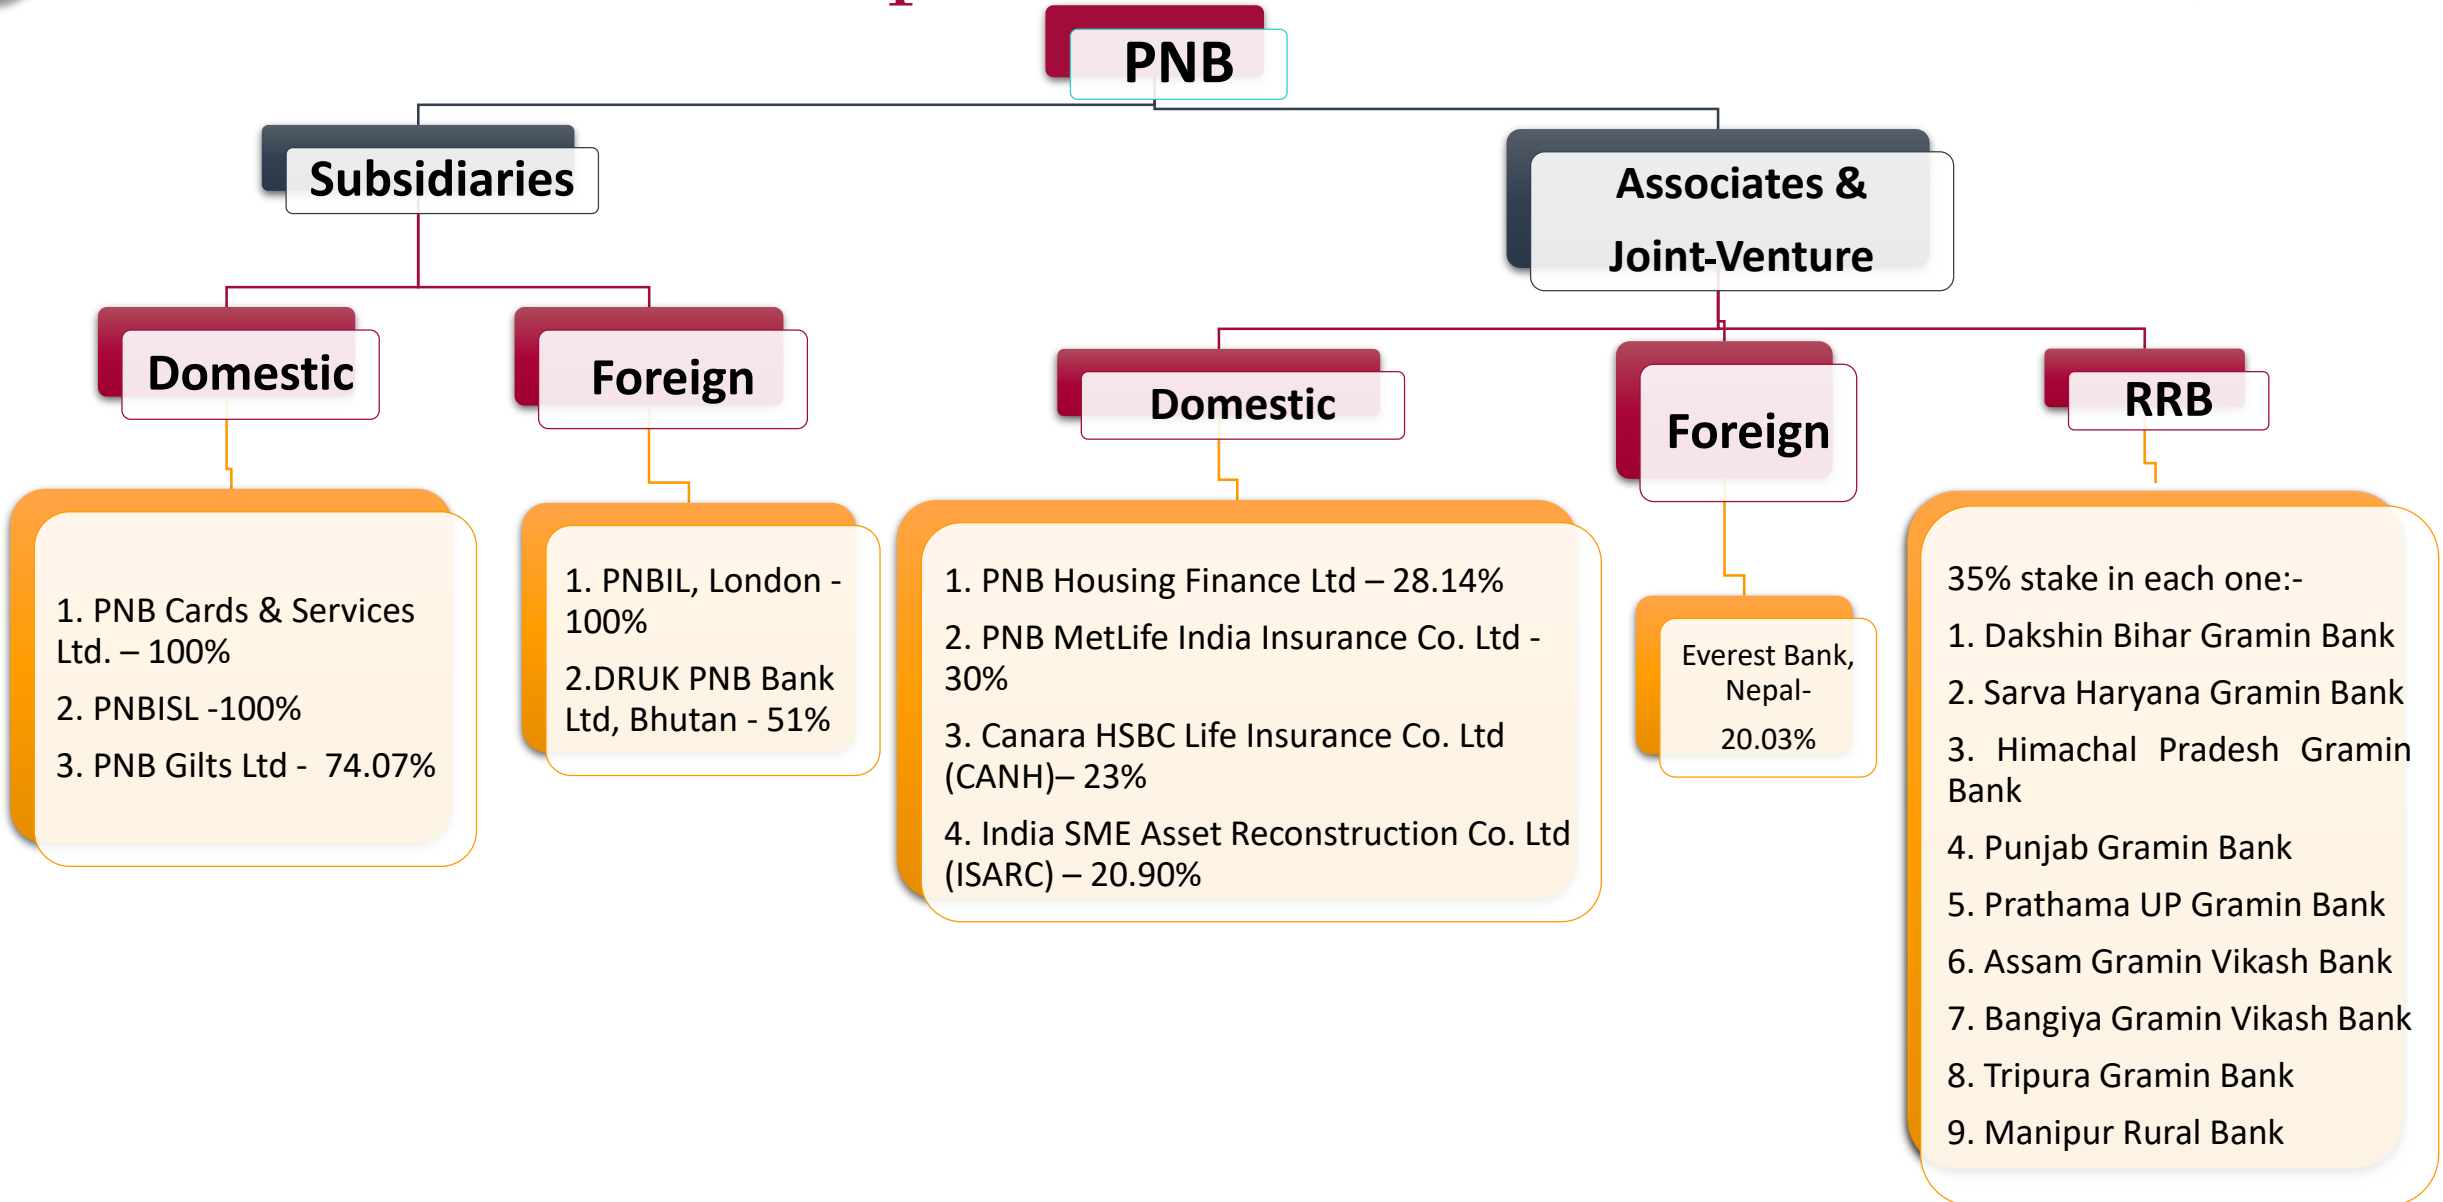 PNB
Subsidiaries
Associates &
Joint-Venture
Domestic
Foreign
Domestic
Foreign
RRB
1. PNB Cards & Services
Ltd. – 100%
2. PNBISL -100%
3. PNB Gilts Ltd - 74.07%
1. PNBIL, London -
100%
2.DRUK PNB Bank
Ltd, Bhutan - 51%
1. PNB Housing Finance Ltd – 28.14%
2. PNB MetLife India Insurance Co. Ltd -
30%
3. Canara HSBC Life Insurance Co. Ltd
(CANH)– 23%
4. India SME Asset Reconstruction Co. Ltd
(ISARC) – 20.90%
Everest Bank,
Nepal-
20.03%
35% stake in each one:-
1. Dakshin Bihar Gramin Bank
2. Sarva Haryana Gramin Bank
3. Himachal Pradesh Gramin
Bank
4. Punjab Gramin Bank
5. Prathama UP Gramin Bank
6. Assam Gramin Vikash Bank
7. Bangiya Gramin Vikash Bank
8. Tripura Gramin Bank
9. Manipur Rural Bank